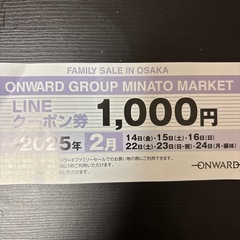 FAMILY SALE IN OSAKA
ONWARD GROUP MINATO MARKET
LINE
クーポン券
1,000円
2025年2月
14日(金)・15日(土)・16日(日)
22日(土)・23日(日・祝)・24日(月・振休)
ONWARD